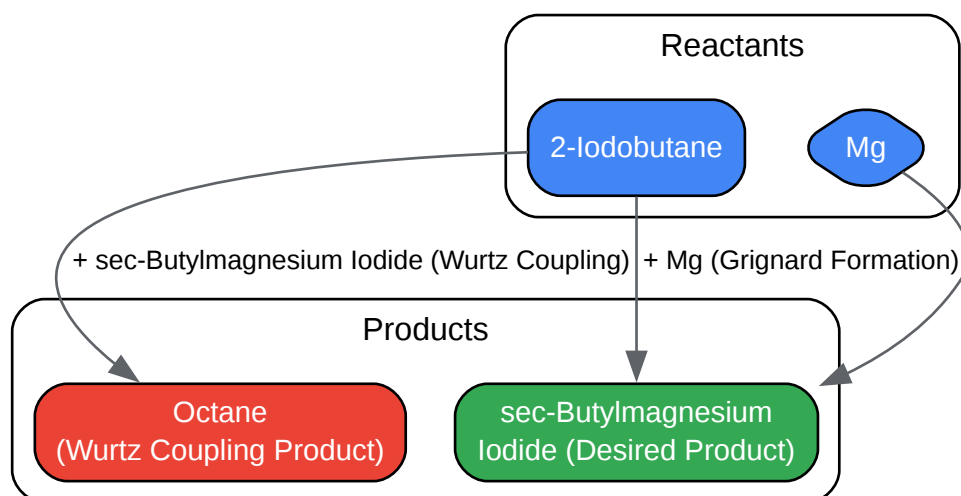 Reactants
2-Iodobutane
Mg
+ sec-Butylmagnesium Iodide (Wurtz Coupling)
+ Mg (Grignard Formation)
Products
Octane
(Wurtz Coupling Product)
sec-Butylmagnesium
Iodide (Desired Product)